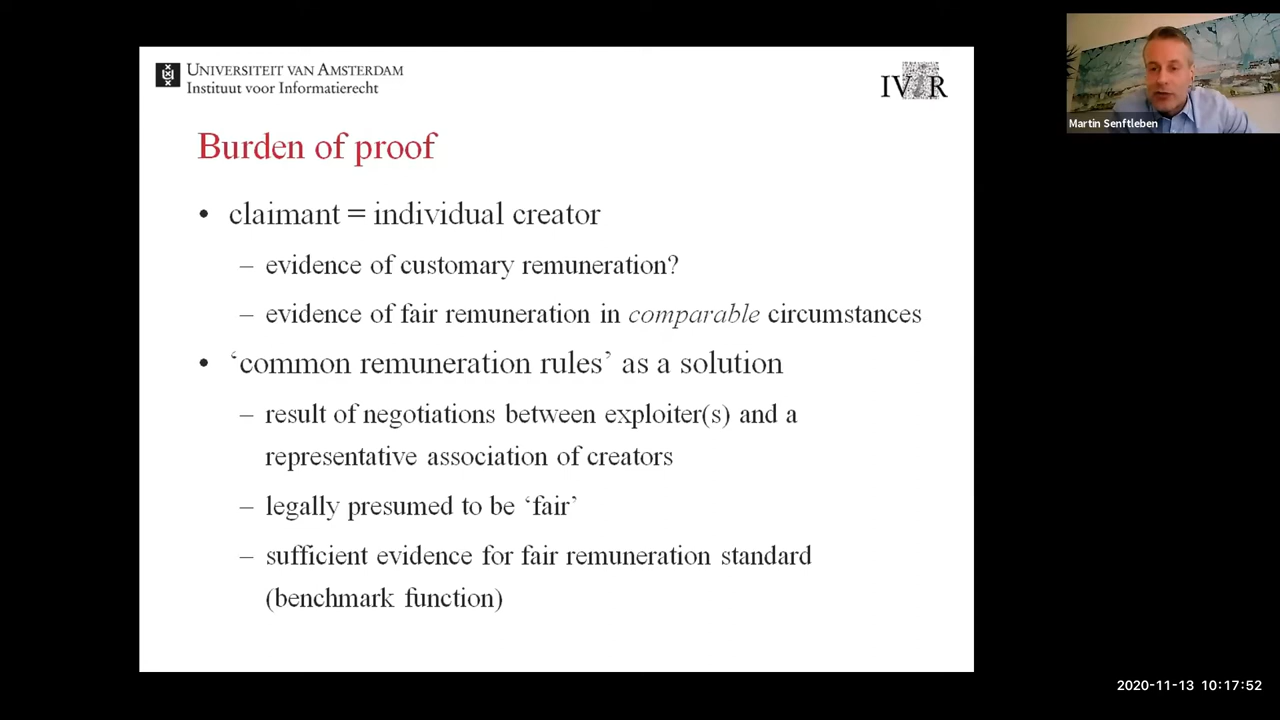 UNIVERSITEIT VAN AMSTERDAM
Instituut voor Informatierecht
IViR
Martin Senftleben
Burden of proof
• claimant = individual creator
– evidence of customary remuneration?
– evidence of fair remuneration in comparable circumstances
• ‘common remuneration rules’ as a solution
– result of negotiations between exploiter(s) and a
representative association of creators
– legally presumed to be ‘fair’
– sufficient evidence for fair remuneration standard
(benchmark function)
2020-11-13 10:17:52